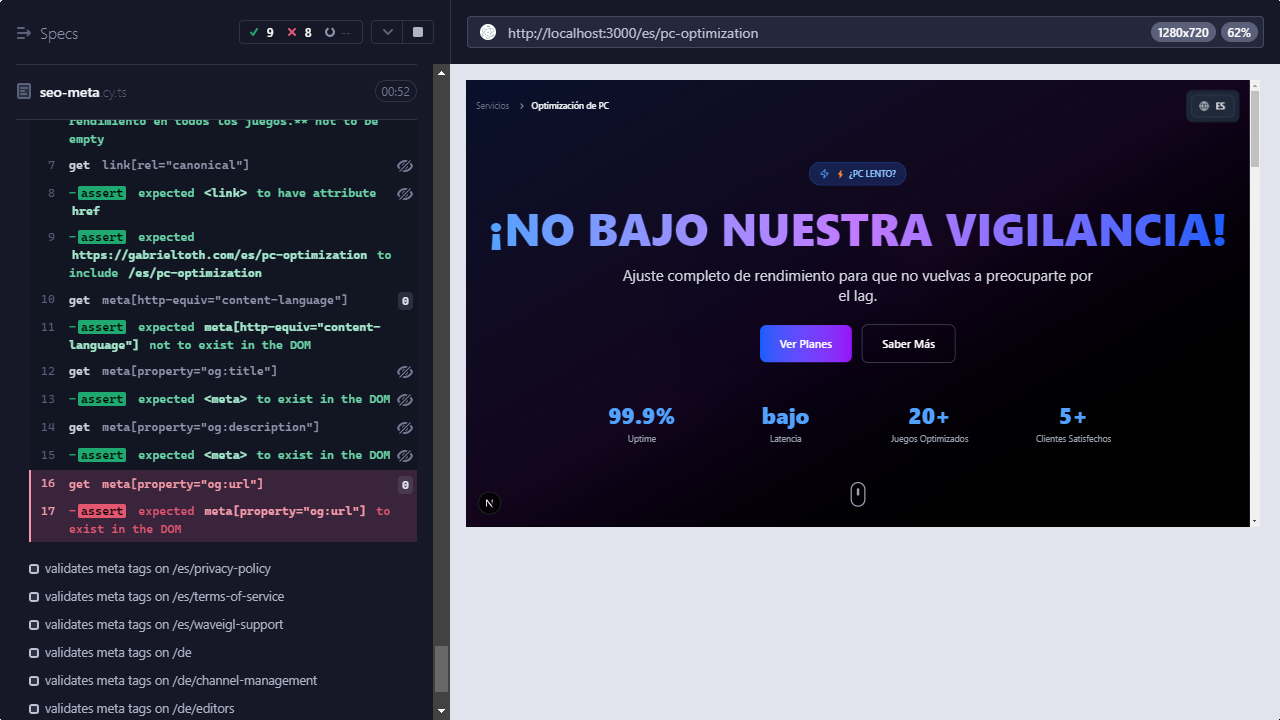 Specs
9 8 --
http://localhost:3000/es/pc-optimization
1280x720 62%
seo-meta.cy.ts 00:52
rendimiento en todos los juegos.** not to be
empty
7 get link[rel="canonical"]
8 -assert expected <link> to have attribute
href
9 -assert expected
https://gabrieltoth.com/es/pc-optimization to
include /es/pc-optimization
10 get meta[http-equiv="content-language"] 0
11 -assert expected meta[http-equiv="content-
language"] not to exist in the DOM
12 get meta[property="og:title"]
13 -assert expected <meta> to exist in the DOM
14 get meta[property="og:description"]
15 -assert expected <meta> to exist in the DOM
16 get meta[property="og:url"] 0
17 -assert expected meta[property="og:url"] to
exist in the DOM
validates meta tags on /es/privacy-policy
validates meta tags on /es/terms-of-service
validates meta tags on /es/waveigl-support
validates meta tags on /de
validates meta tags on /de/channel-management
validates meta tags on /de/editors
Servicios > Optimización de PC
ES
¿PC LENTO?
¡NO BAJO NUESTRA VIGILANCIA!
Ajuste completo de rendimiento para que no vuelvas a preocuparte por
el lag.
Ver Planes
Saber Más
99.9% bajo 20+ 5+
Uptime Latencia Juegos Optimizados Clientes Satisfechos
N